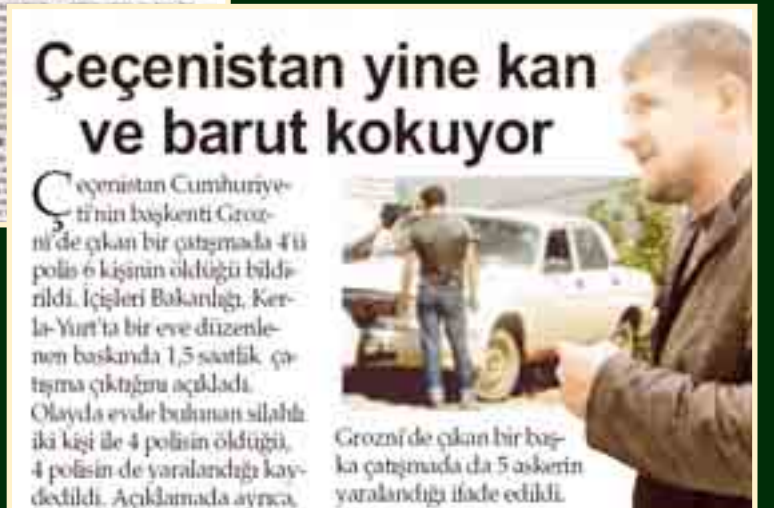 Çeçenistan yine kan
ve barut kokuyor
Çeçenistan Cumhuriye-
ti'nin başkenti Groz-
ni'de çıkan bir çatışmada 4'ü
polis 6 kişinin öldüğü bildi-
rildi. İçişleri Bakanlığı, Ker-
la-Yurt'ta bir eve düzenle-
nen baskında 1,5 saatlik ça-
tışma çıktığını açıkladı.
Olayda evde bulunan silahlı
iki kişi ile 4 polisin öldüğü,
4 polisin de yaralandığı kay-
dedildi. Açıklamada ayrıca,
Grozni'de çıkan bir baş-
ka çatışmada da 5 askerin
yaralandığı ifade edildi.